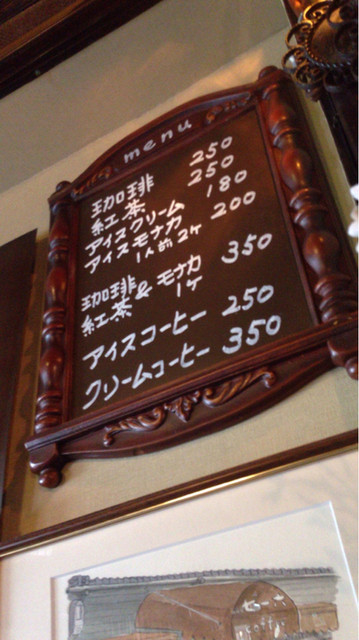 menu
珈琲 250
紅茶 250
アイスクリーム 180
アイスモナカ 200
1人前2ヶ
珈琲
紅茶 & モナカ 350
1ヶ
アイスコーヒー 250
クリームコーヒー 350